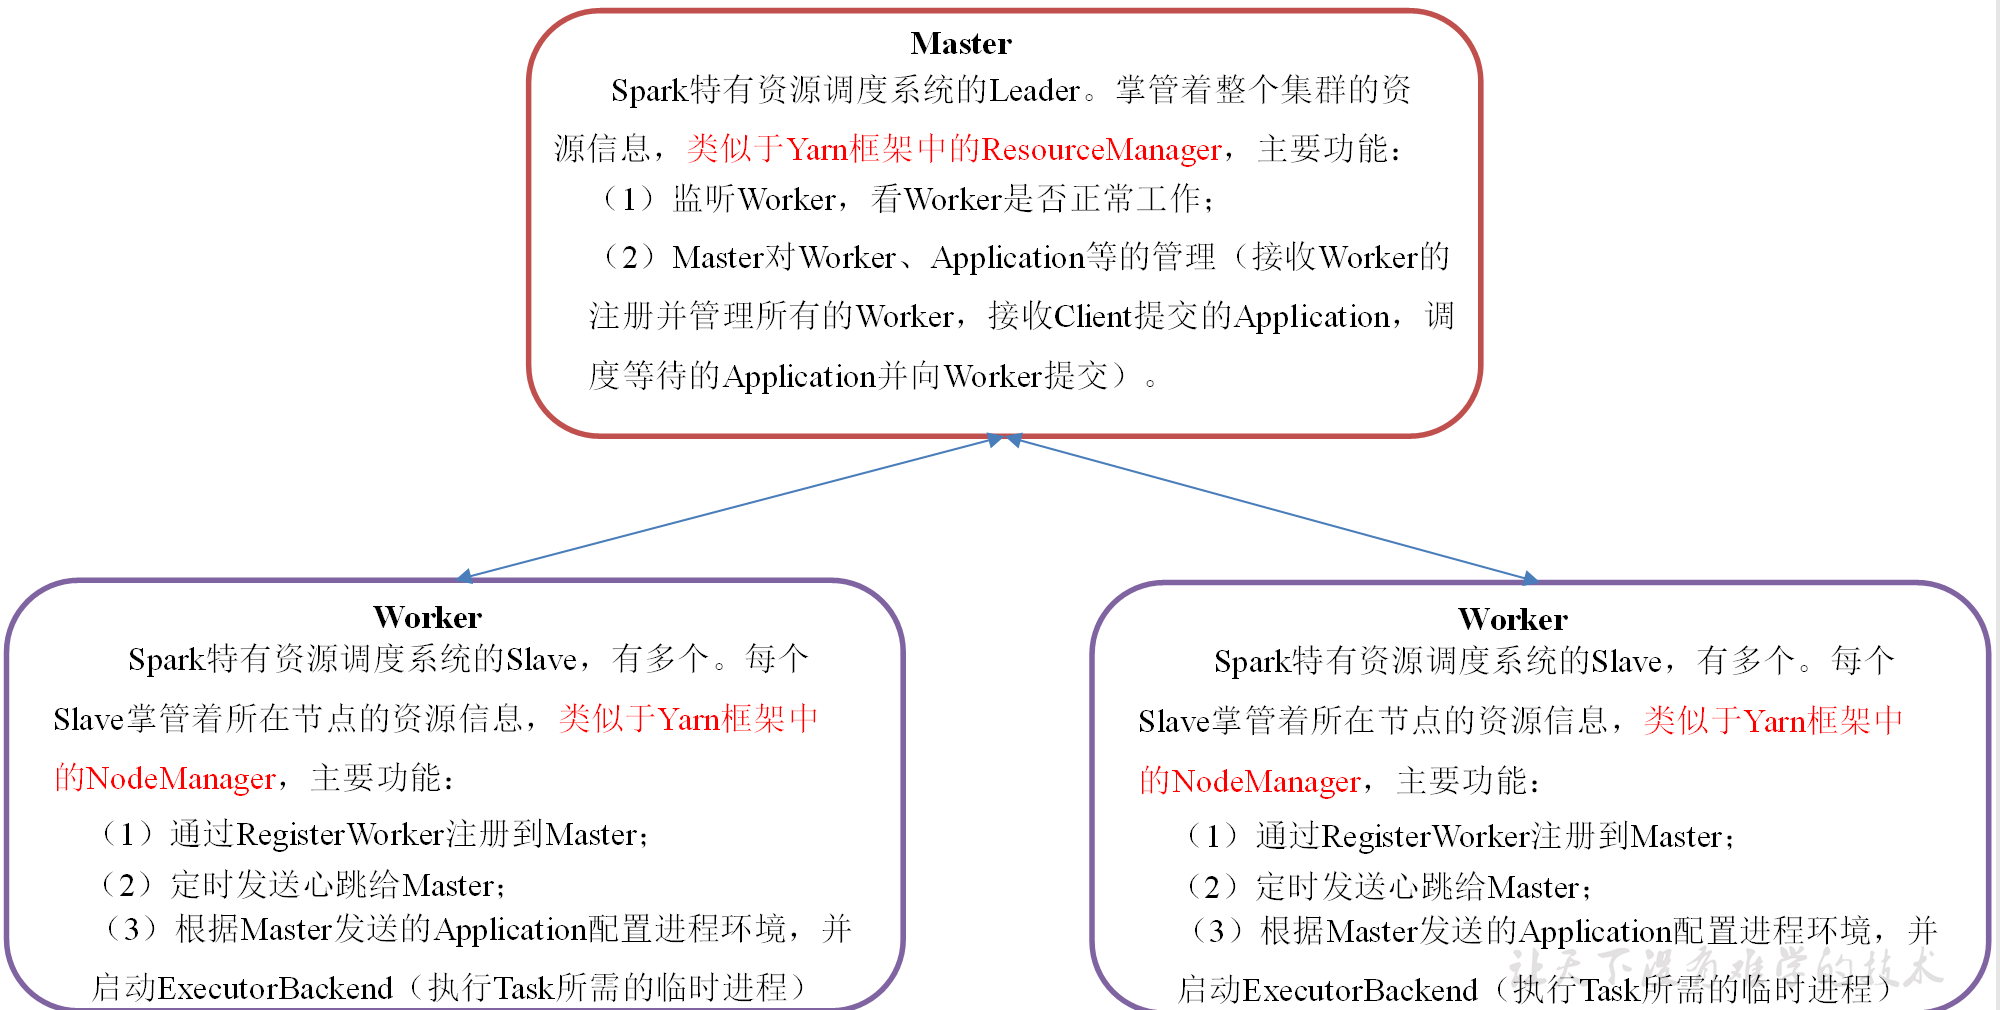 Master
Spark特有资源调度系统的Leader。掌管着整个集群的资
源信息，类似于Yarn框架中的ResourceManager，主要功能：
（1）监听Worker，看Worker是否正常工作；
（2）Master对Worker、Application等的管理（接收Worker的
注册并管理所有的Worker，接收Client提交的Application，调
度等待的Application并向Worker提交）。
Worker
Spark特有资源调度系统的Slave，有多个。每个
Slave掌管着所在节点的资源信息，类似于Yarn框架中
的NodeManager，主要功能：
（1）通过RegisterWorker注册到Master；
（2）定时发送心跳给Master；
（3）根据Master发送的Application配置进程环境，并
启动ExecutorBackend（执行Task所需的临时进程）
Worker
Spark特有资源调度系统的Slave，有多个。每个
Slave掌管着所在节点的资源信息，类似于Yarn框架中
的NodeManager，主要功能：
（1）通过RegisterWorker注册到Master；
（2）定时发送心跳给Master；
（3）根据Master发送的Application配置进程环境，并
启动ExecutorBackend（执行Task所需的临时进程）
让天下没有难学的技术